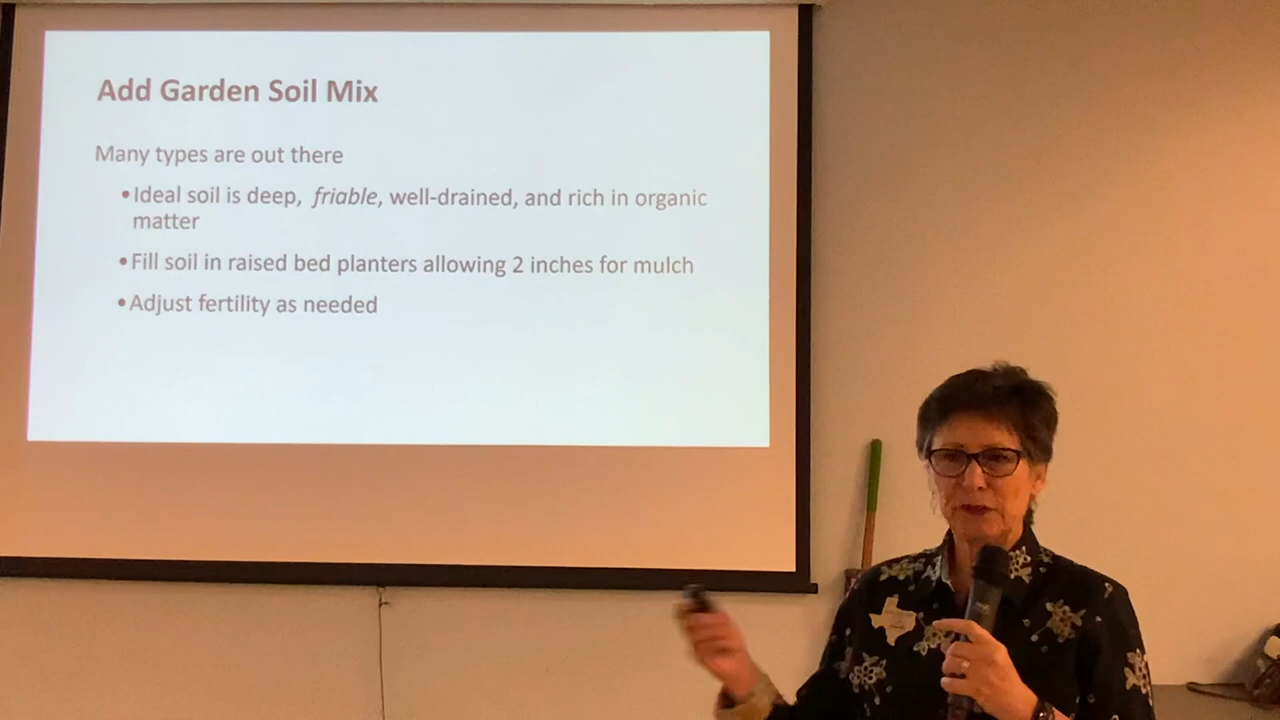 Add Garden Soil Mix
Many types are out there
•Ideal soil is deep, friable, well-drained, and rich in organic
matter
•Fill soil in raised bed planters allowing 2 inches for mulch
•Adjust fertility as needed